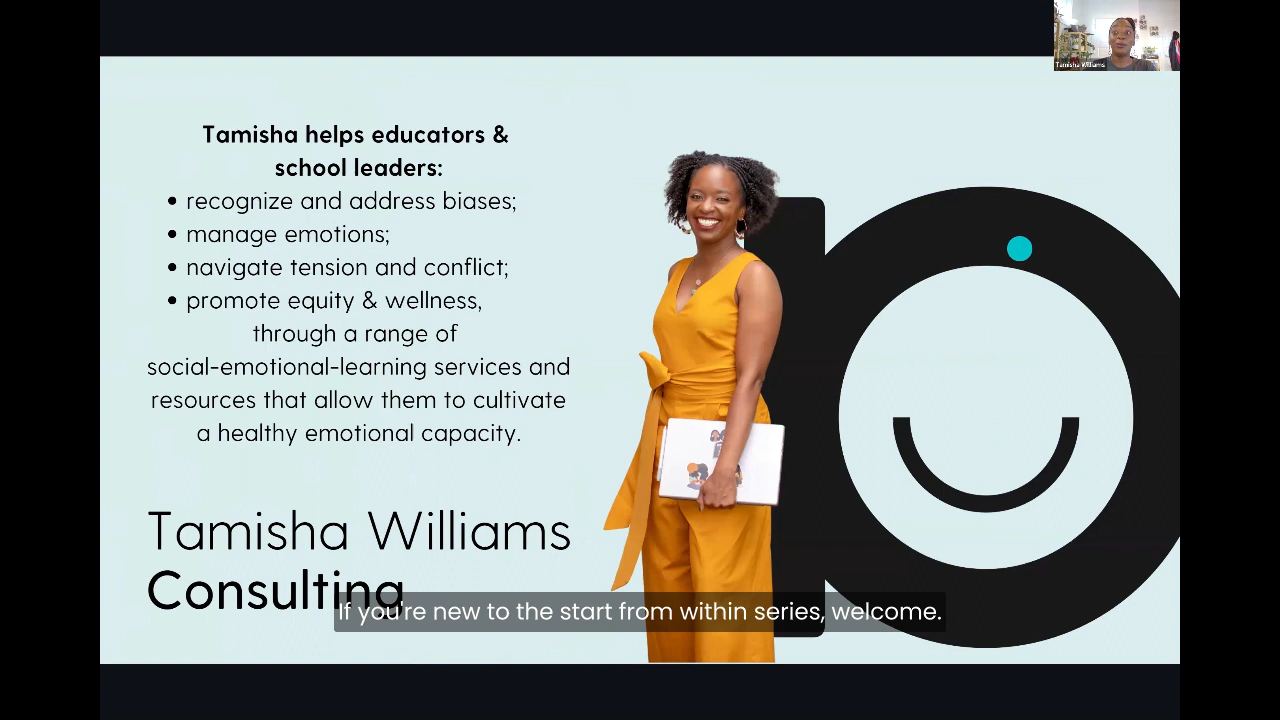 Tamisha Williams
Tamisha helps educators &
school leaders:
• recognize and address biases;
• manage emotions;
• navigate tension and conflict;
• promote equity & wellness,
through a range of
social-emotional-learning services and
resources that allow them to cultivate
a healthy emotional capacity.
Tamisha Williams
Consulting
If you're new to the start from within series, welcome.